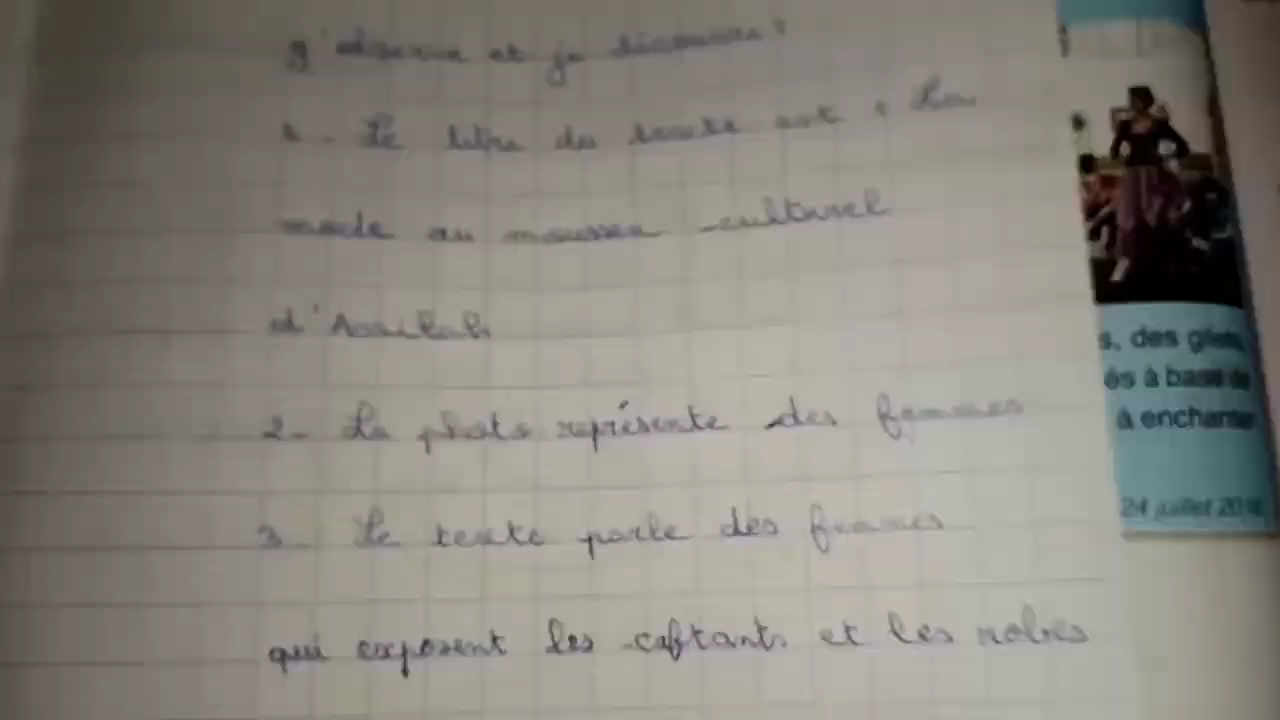 J'observe et je découvre :
1 - Le titre du texte est : La
mode au moussem culturel
d'Assilah.
2 - La photo représente des femmes
3 - Le texte parle des femmes
qui exposent les caftants et les robes
s, des gilets,
és à base de
à enchanter
24 juillet 20